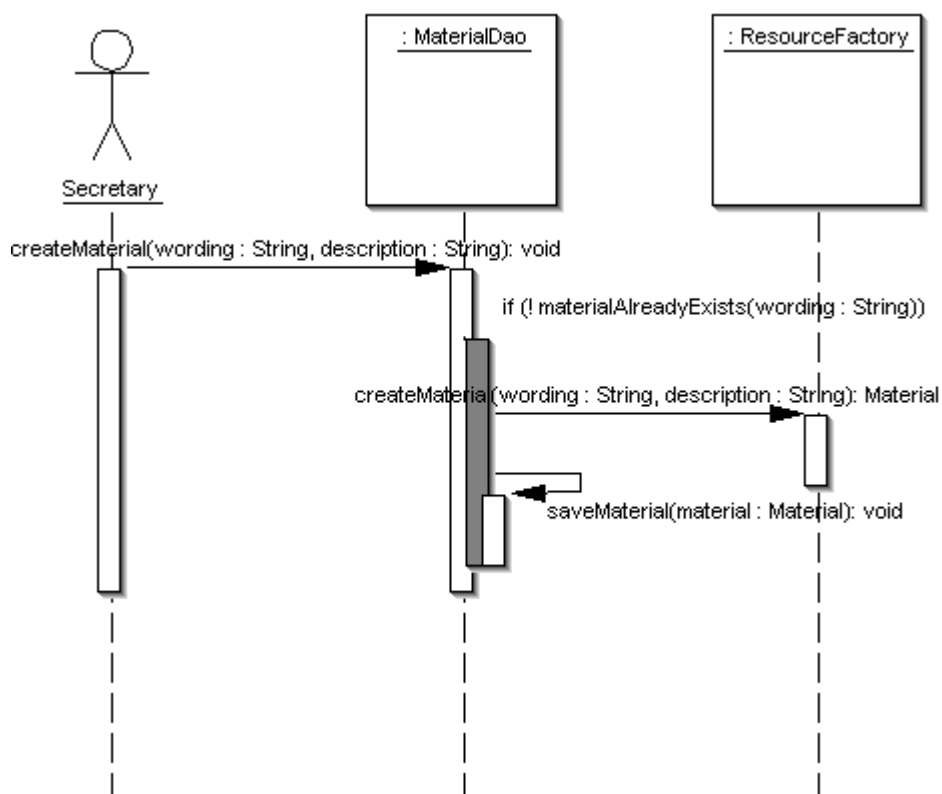 : MaterialDao
: ResourceFactory
Secretary
createMaterial(wording : String, description : String): void
if (! materialAlreadyExists(wording : String))
createMaterial(wording : String, description : String): Material
saveMaterial(material : Material): void